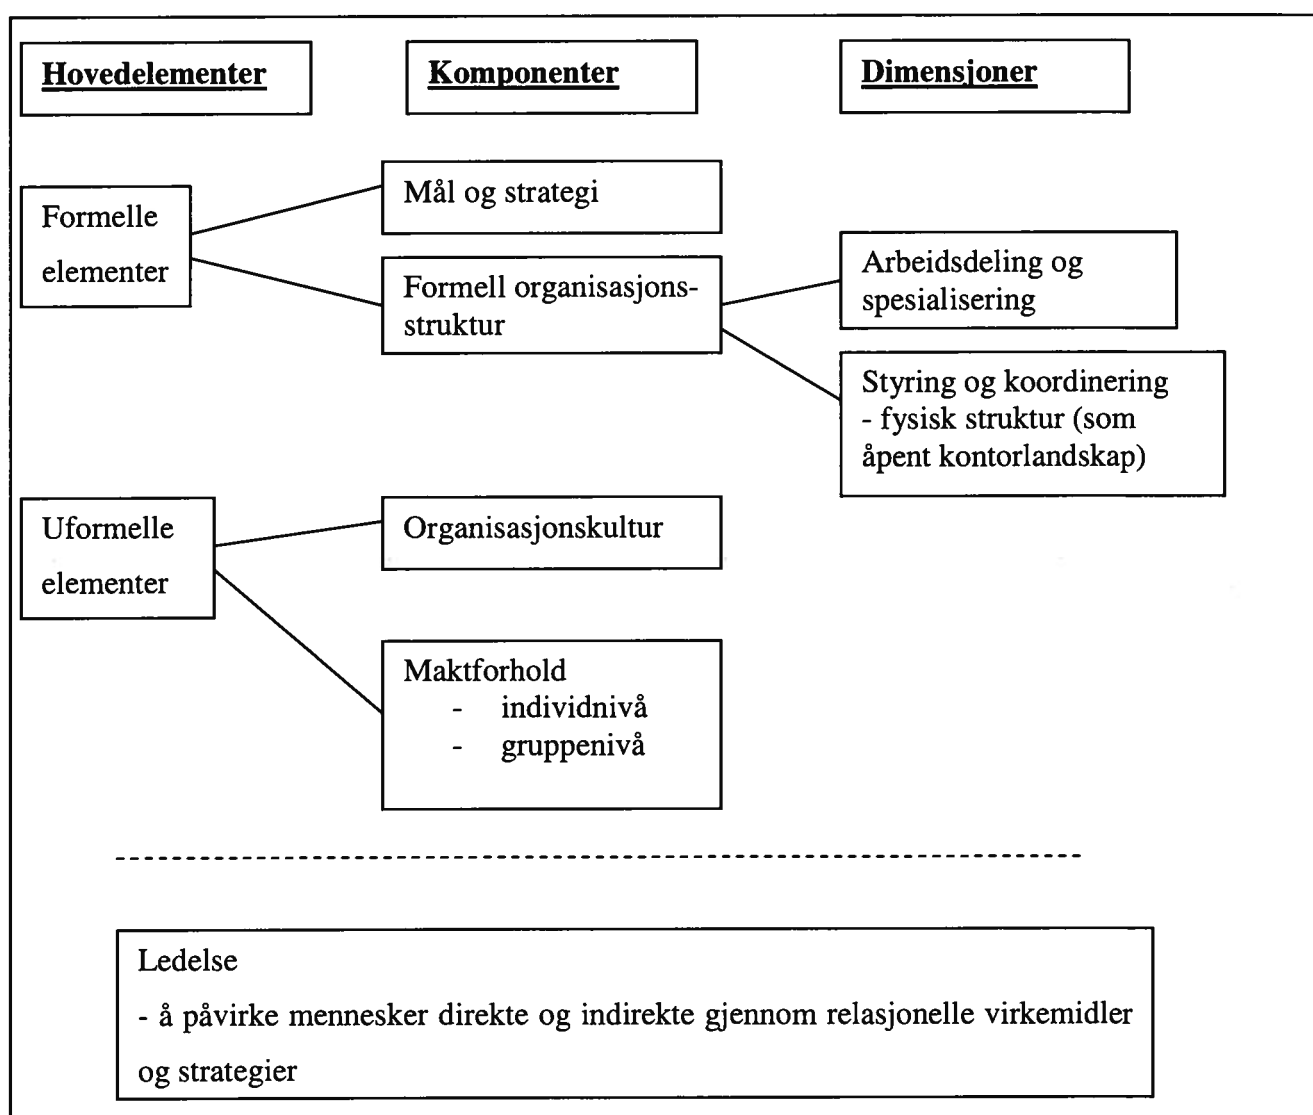 Hovedelementer
Komponenter
Dimensjoner
Formelle
elementer
Mål og strategi
Formell organisasjons-
struktur
Arbeidsdeling og
spesialisering
Styring og koordinering
- fysisk struktur (som
åpent kontorlandskap)
Uformelle
elementer
Organisasjonskultur
Maktforhold
- individnivå
- gruppenivå
Ledelse
- å påvirke mennesker direkte og indirekte gjennom relasjonelle virkemidler
og strategier